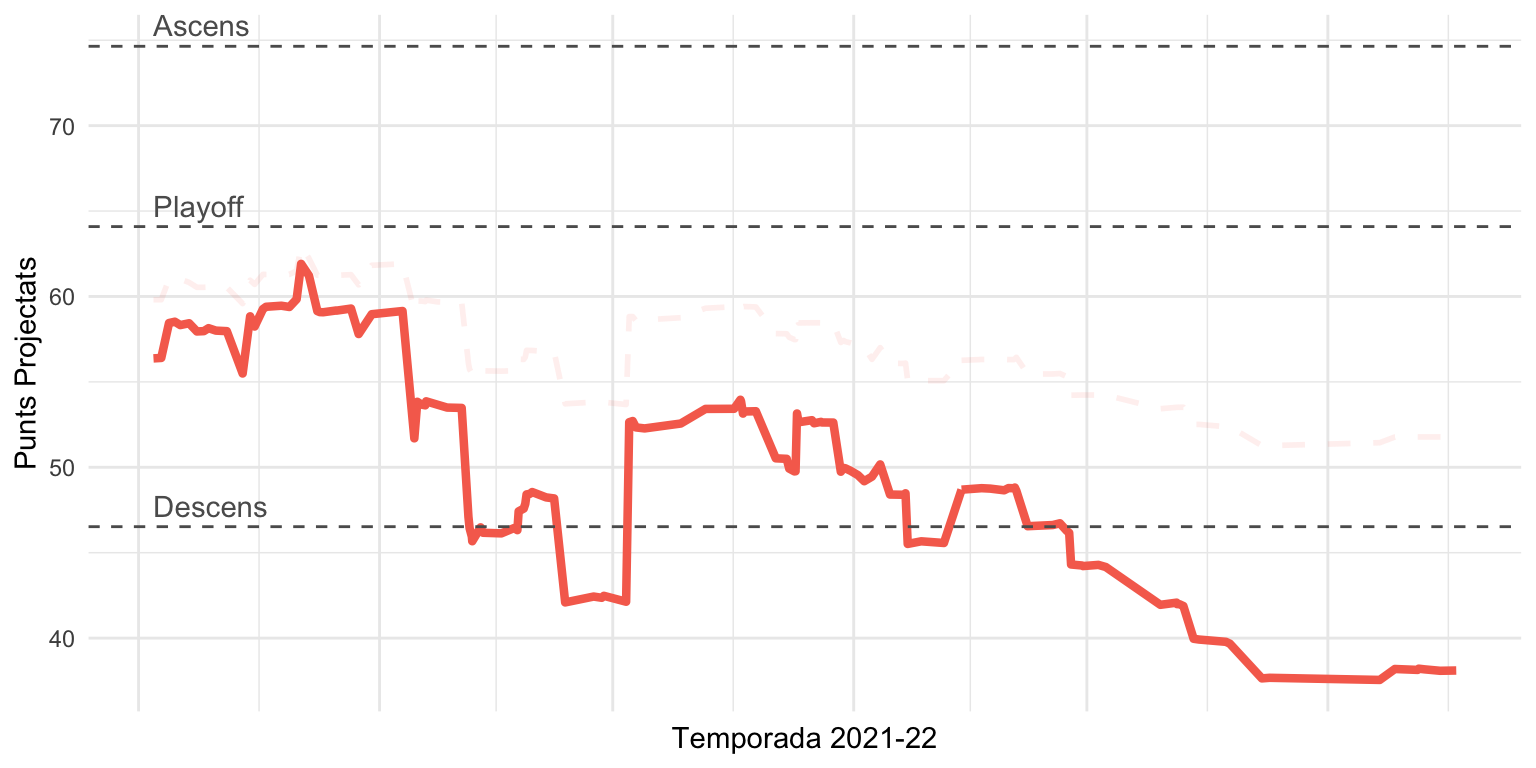 Ascens
70
Playoff
60
50
Descens
40
Punts Projectats
Temporada 2021-22